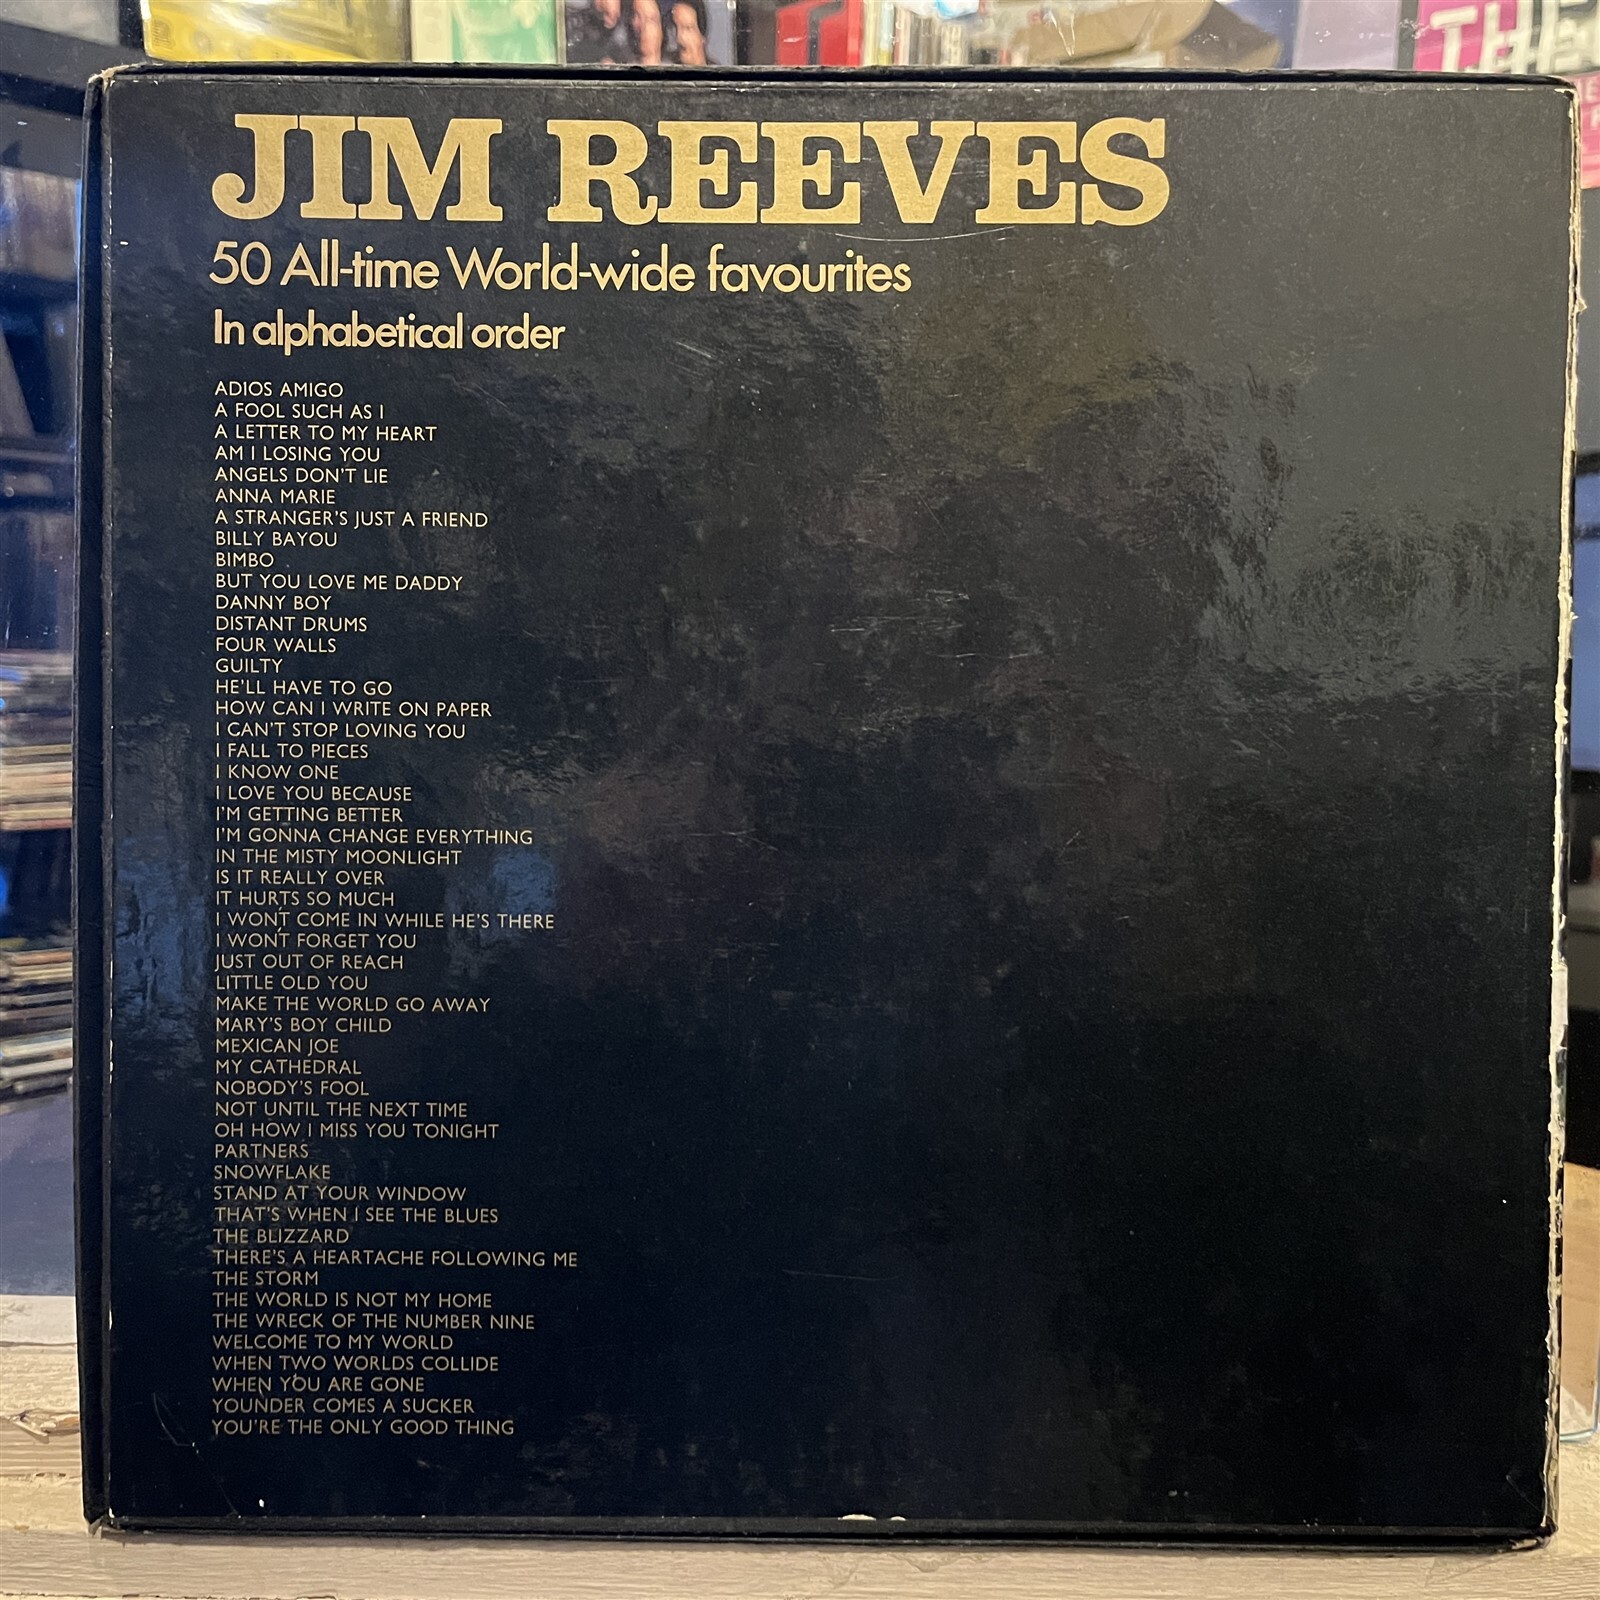 JIM REEVES
50 All-time World-wide favourites
In alphabetical order
ADIOS AMIGO
A FOOL SUCH AS I
A LETTER TO MY HEART
AM I LOSING YOU
ANGELS DON'T LIE
ANNA MARIE
A STRANGER'S JUST A FRIEND
BILLY BAYOU
BIMBO
BUT YOU LOVE ME DADDY
DANNY BOY
DISTANT DRUMS
FOUR WALLS
GUILTY
HE'LL HAVE TO GO
HOW CAN I WRITE ON PAPER
I CAN'T STOP LOVING YOU
I FALL TO PIECES
I KNOW ONE
I LOVE YOU BECAUSE
I'M GETTING BETTER
I'M GONNA CHANGE EVERYTHING
IN THE MISTY MOONLIGHT
IS IT REALLY OVER
IT HURTS SO MUCH
I WON'T COME IN WHILE HE'S THERE
I WON'T FORGET YOU
JUST OUT OF REACH
LITTLE OLD YOU
MAKE THE WORLD GO AWAY
MARY'S BOY CHILD
MEXICAN JOE
MY CATHEDRAL
NOBODY'S FOOL
NOT UNTIL THE NEXT TIME
OH HOW I MISS YOU TONIGHT
PARTNERS
SNOWFLAKE
STAND AT YOUR WINDOW
THAT'S WHEN I SEE THE BLUES
THE BLIZZARD
THERE'S A HEARTACHE FOLLOWING ME
THE STORM
THE WORLD IS NOT MY HOME
THE WRECK OF THE NUMBER NINE
WELCOME TO MY WORLD
WHEN TWO WORLDS COLLIDE
WHEN YOU ARE GONE
YOUNDER COMES A SUCKER
YOU'RE THE ONLY GOOD THING